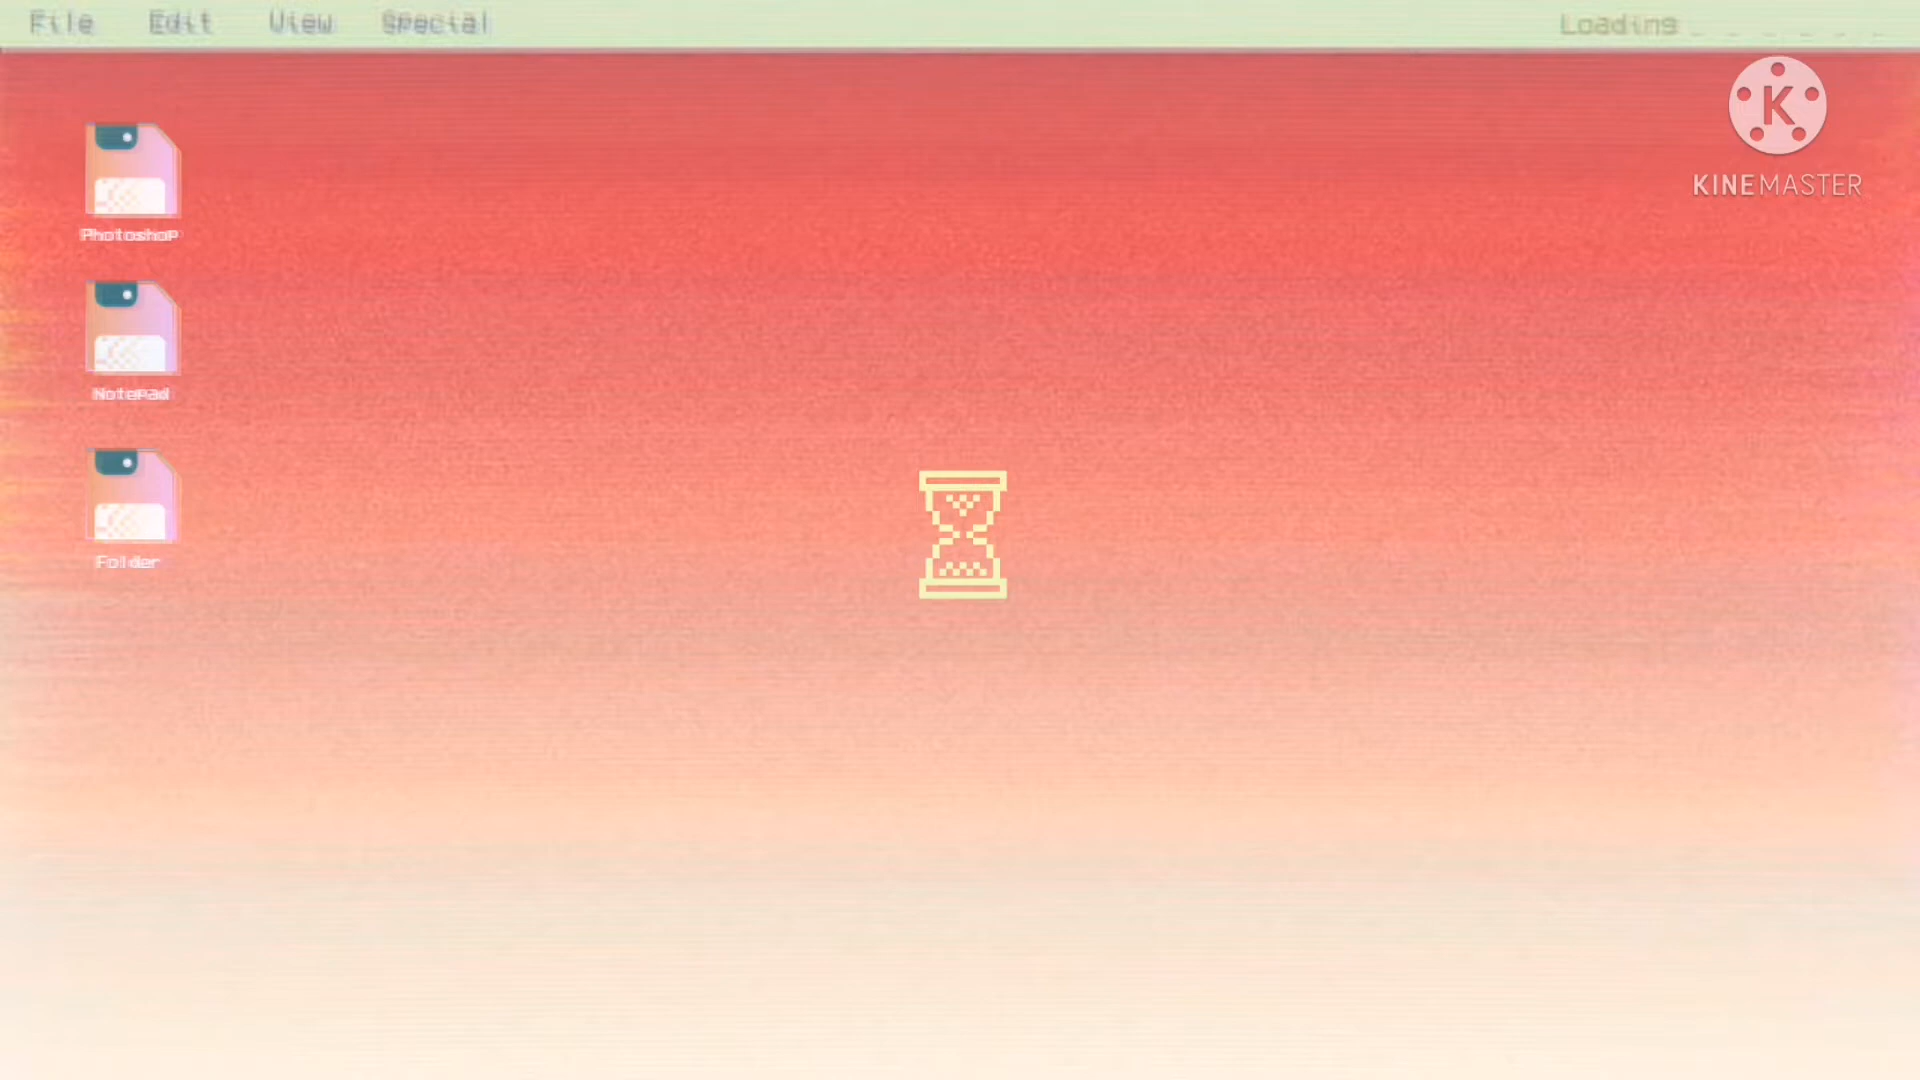 File Edit View Special Loading......
K
KINEMASTER
Photoshop
Notepad
Folder